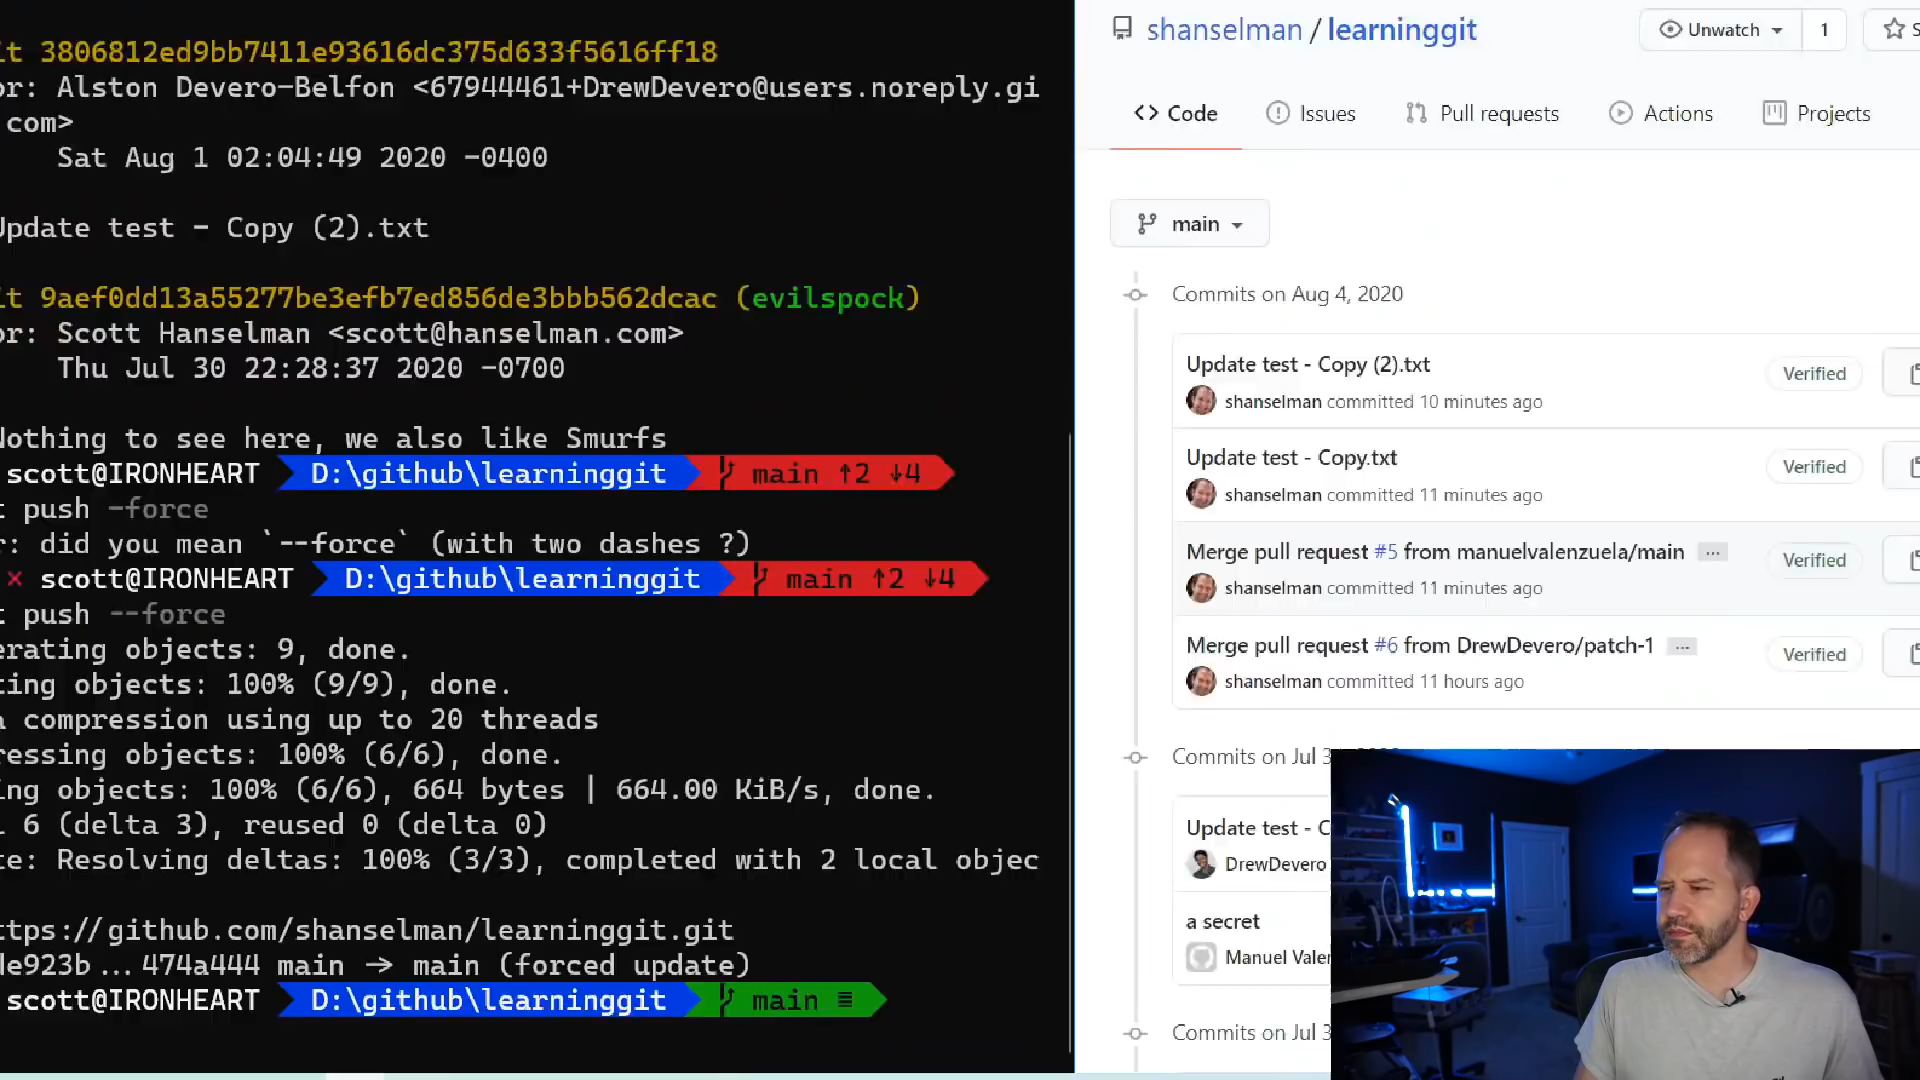 it 3806812ed9bb7411e93616dc375d633f5616ff18
or: Alston Devero-Belfon <67944461+DrewDevero@users.noreply.gi
com>
Sat Aug 1 02:04:49 2020 -0400
Update test - Copy (2).txt
it 9aef0dd13a55277be3efb7ed856de3bbb562dcac (evilspock)
or: Scott Hanselman <scott@hanselman.com>
Thu Jul 30 22:28:37 2020 -0700
Nothing to see here, we also like Smurfs
scott@IRONHEART D:\github\learninggit main ↑2 ↓4
t push -force
r: did you mean `--force` (with two dashes ?)
× scott@IRONHEART D:\github\learninggit main ↑2 ↓4
t push --force
erating objects: 9, done.
ting objects: 100% (9/9), done.
a compression using up to 20 threads
ressing objects: 100% (6/6), done.
ing objects: 100% (6/6), 664 bytes | 664.00 KiB/s, done.
l 6 (delta 3), reused 0 (delta 0)
te: Resolving deltas: 100% (3/3), completed with 2 local objec
ttps://github.com/shanselman/learninggit.git
de923b...474a444 main -> main (forced update)
scott@IRONHEART D:\github\learninggit main ≡
shanselman / learninggit
Unwatch 1 S
Code Issues Pull requests Actions Projects
main
Commits on Aug 4, 2020
Update test - Copy (2).txt
Verified
shanselman committed 10 minutes ago
Update test - Copy.txt
Verified
shanselman committed 11 minutes ago
Merge pull request #5 from manuelvalenzuela/main ...
Verified
shanselman committed 11 minutes ago
Merge pull request #6 from DrewDevero/patch-1 ...
Verified
shanselman committed 11 hours ago
Commits on Jul 3
Update test - C
DrewDevero
a secret
Manuel Valer
Commits on Jul 3